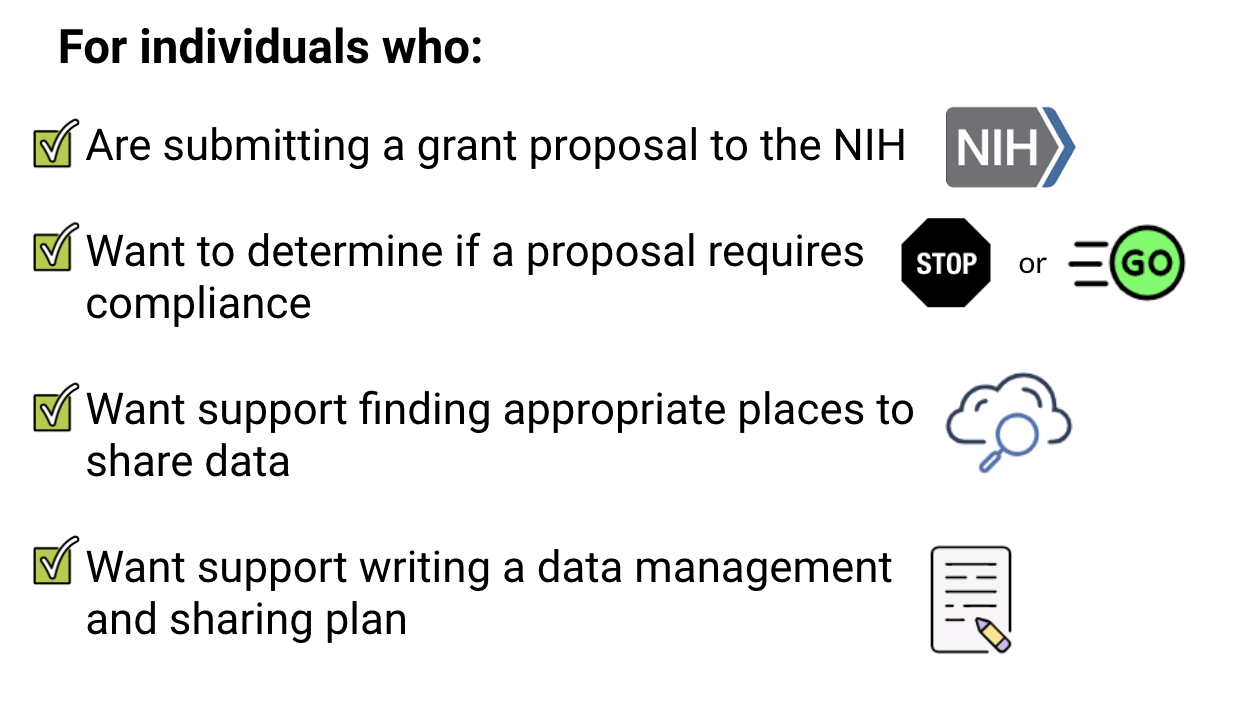 For individuals who:
Are submitting a grant proposal to the NIH
NIH
Want to determine if a proposal requires
compliance
STOP or GO
Want support finding appropriate places to
share data
Want support writing a data management
and sharing plan